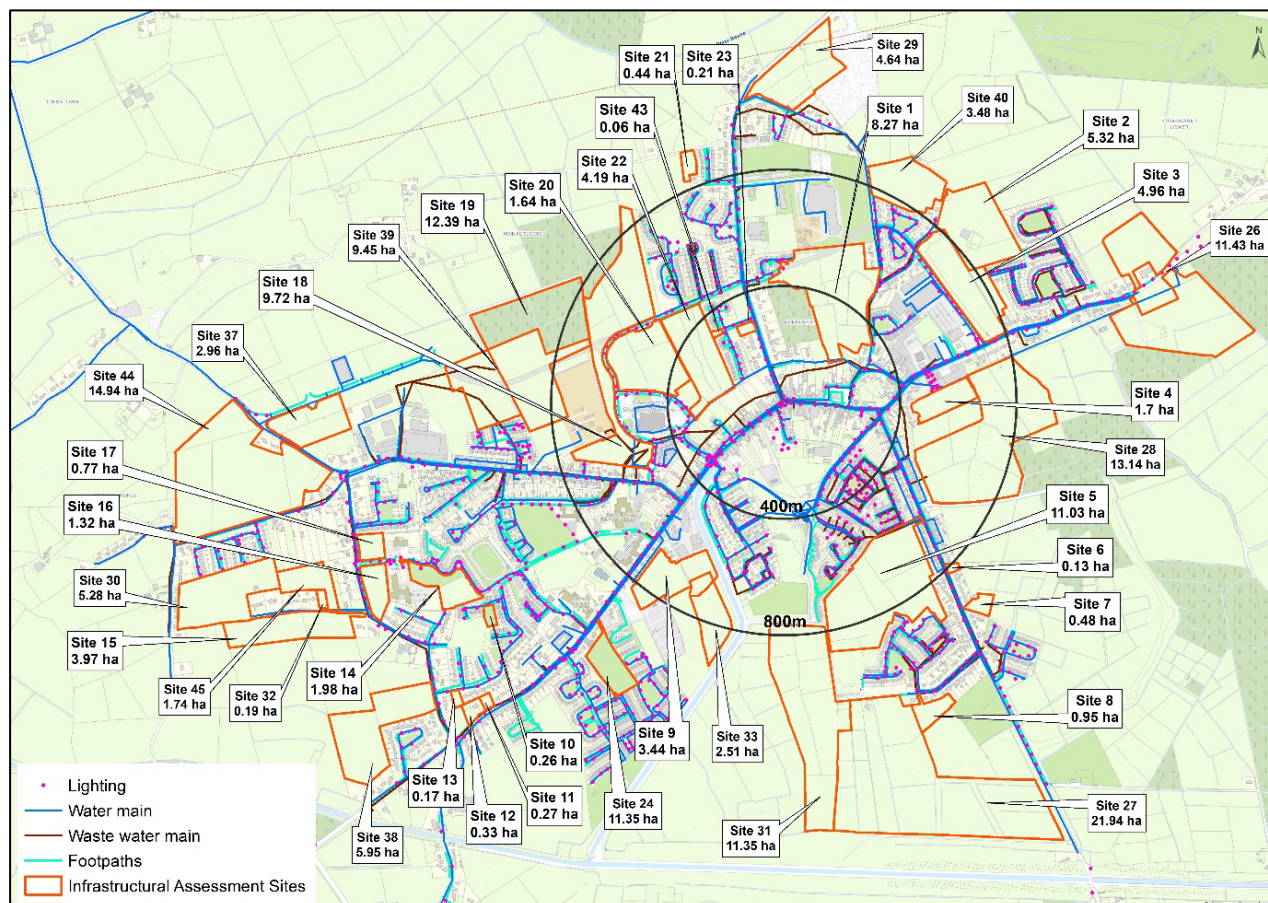 Site 29
4.64 ha
Site 21
0.44 ha
Site 23
0.21 ha
Site 40
3.48 ha
Site 43
0.06 ha
Site 1
8.27 ha
Site 2
5.32 ha
Site 22
4.19 ha
Site 3
4.96 ha
Site 20
1.64 ha
Site 19
12.39 ha
Site 39
9.45 ha
Site 26
11.43 ha
Site 18
9.72 ha
Site 37
2.96 ha
Site 44
14.94 ha
Site 4
1.7 ha
Site 28
13.14 ha
Site 17
0.77 ha
400m
Site 5
11.03 ha
Site 16
1.32 ha
Site 6
0.13 ha
Site 30
5.28 ha
Site 7
0.48 ha
800m
Site 15
3.97 ha
Site 45
1.74 ha
Site 32
0.19 ha
Site 14
1.98 ha
Site 8
0.95 ha
Site 10
0.26 ha
Site 9
3.44 ha
Site 33
2.51 ha
Site 13
0.17 ha
Site 11
0.27 ha
Site 12
0.33 ha
Site 24
11.35 ha
Site 27
21.94 ha
Site 31
11.35 ha
Site 38
5.95 ha
N
Lighting
Water main
Waste water main
Footpaths
Infrastructural Assessment Sites